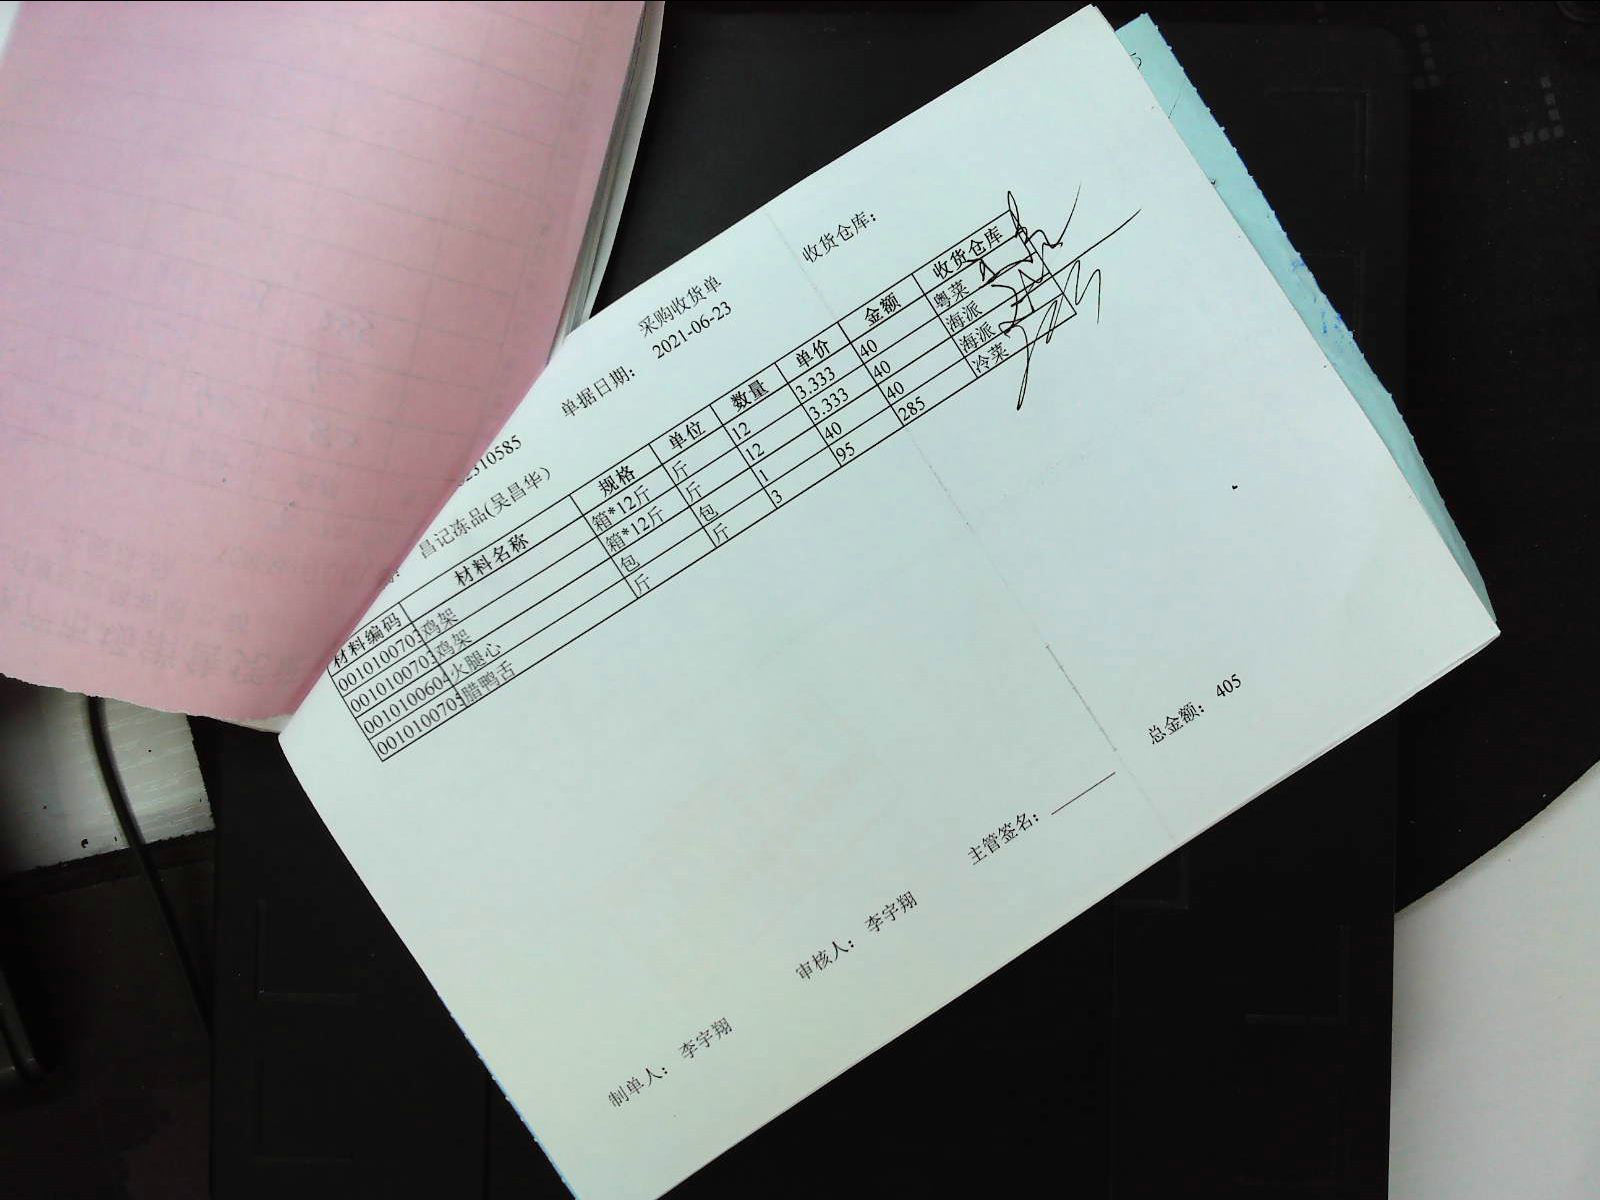 采购收货单
收货仓库：
单据日期： 2021-06-23
2310585
昌记冻品(吴昌华)
材料编码 材料名称 规格 单位 数量 单价 金额 收货仓库
0010100703 鸡架 箱*12斤 斤 12 3.333 40 粤菜
0010100703 鸡架 箱*12斤 斤 12 3.333 40 海派
001010060 火腿心 包 包 1 40 40 海派
001010070 腊鸭舌 斤 斤 3 95 285 冷菜
总金额： 405
制单人： 李宇翔 审核人： 李宇翔 主管签名：